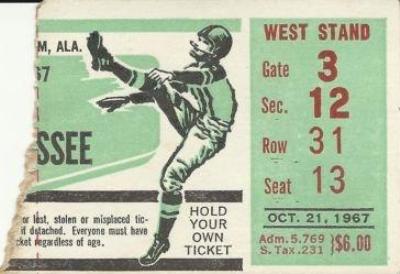 M, ALA.
67
SSEE
or lost, stolen or misplaced tic-
if detached. Everyone must have
cket regardless of age.
HOLD
YOUR
OWN
TICKET
WEST STAND
Gate 3
Sec. 12
Row 31
Seat 13
OCT. 21, 1967
Adm. 5.769
S. Tax .231 } $6.00